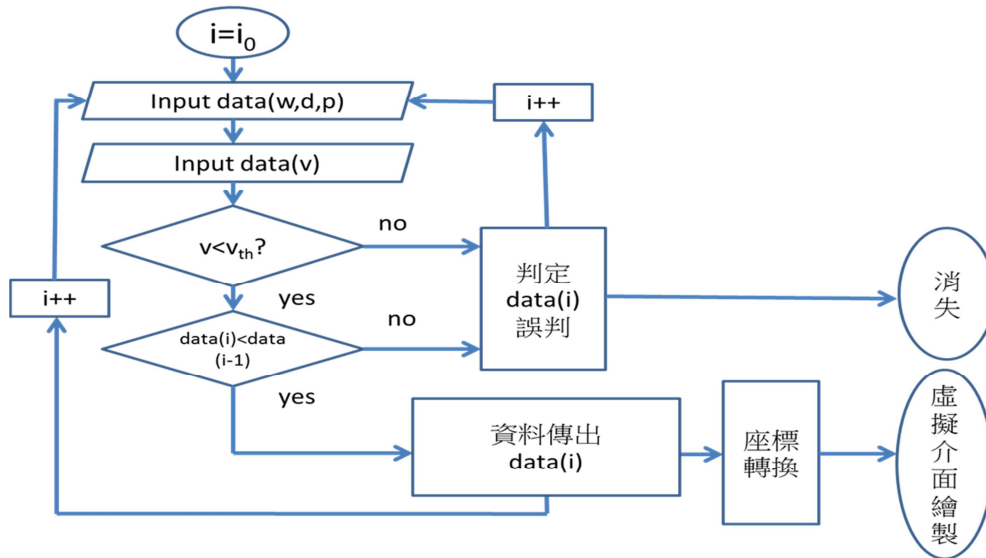 i=i₀
Input data(w,d,p)
i++
Input data(v)
v<vₜₕ?
no
判定
data(i)
誤判
消
失
i++
yes
data(i)<data
(i-1)
no
yes
資料傳出
data(i)
座標
轉換
虛
擬
介
面
繪
製